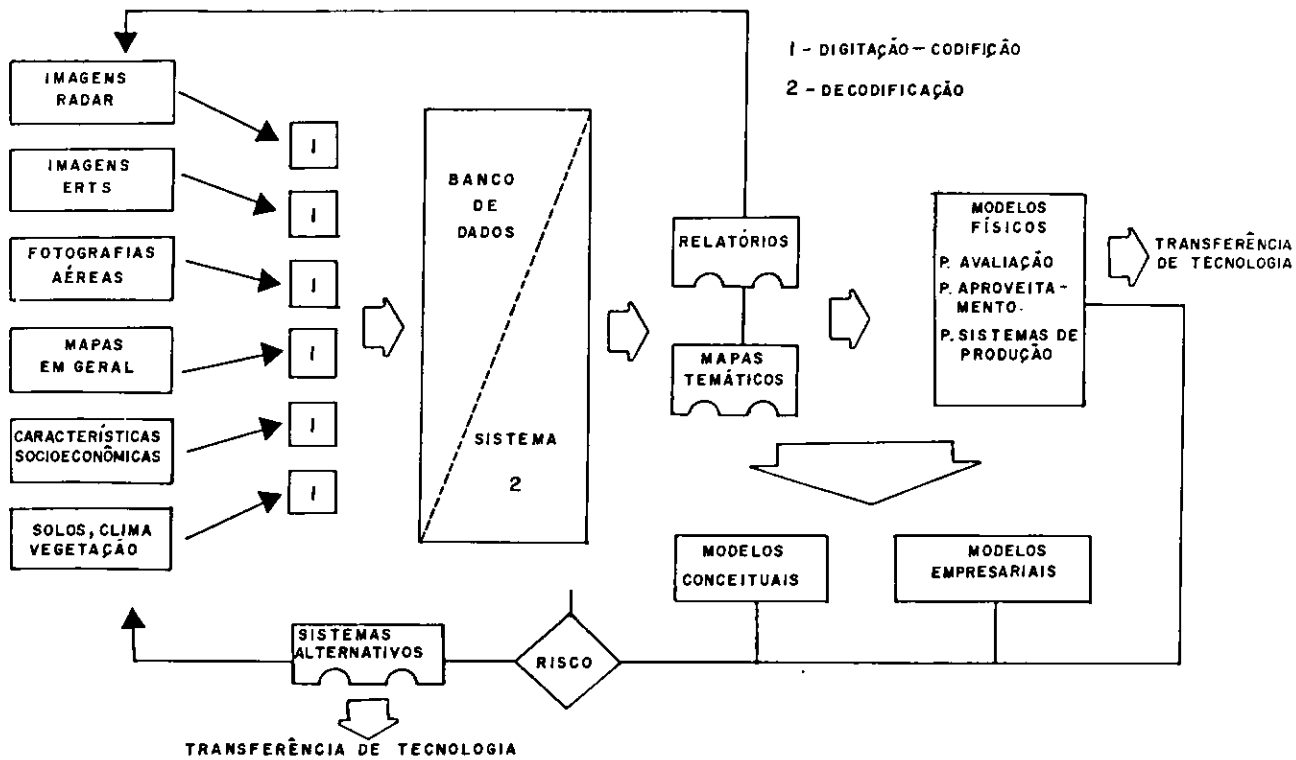 1 - DIGITAÇÃO - CODIFIÇÃO
2 - DECODIFICAÇÃO
IMAGENS
RADAR
IMAGENS
ERTS
FOTOGRAFIAS
AÉREAS
MAPAS
EM GERAL
CARACTERÍSTICAS
SOCIOECONÔMICAS
SOLOS, CLIMA
VEGETAÇÃO
1
1
1
1
1
1
BANCO
DE
DADOS
SISTEMA
2
RELATÓRIOS
MAPAS
TEMÁTICOS
MODELOS
FÍSICOS
P. AVALIAÇÃO
P. APROVEITA-
MENTO.
P. SISTEMAS DE
PRODUÇÃO
TRANSFERÊNCIA
DE TECNOLOGIA
MODELOS
CONCEITUAIS
MODELOS
EMPRESARIAIS
RISCO
SISTEMAS
ALTERNATIVOS
TRANSFERÊNCIA DE TECNOLOGIA